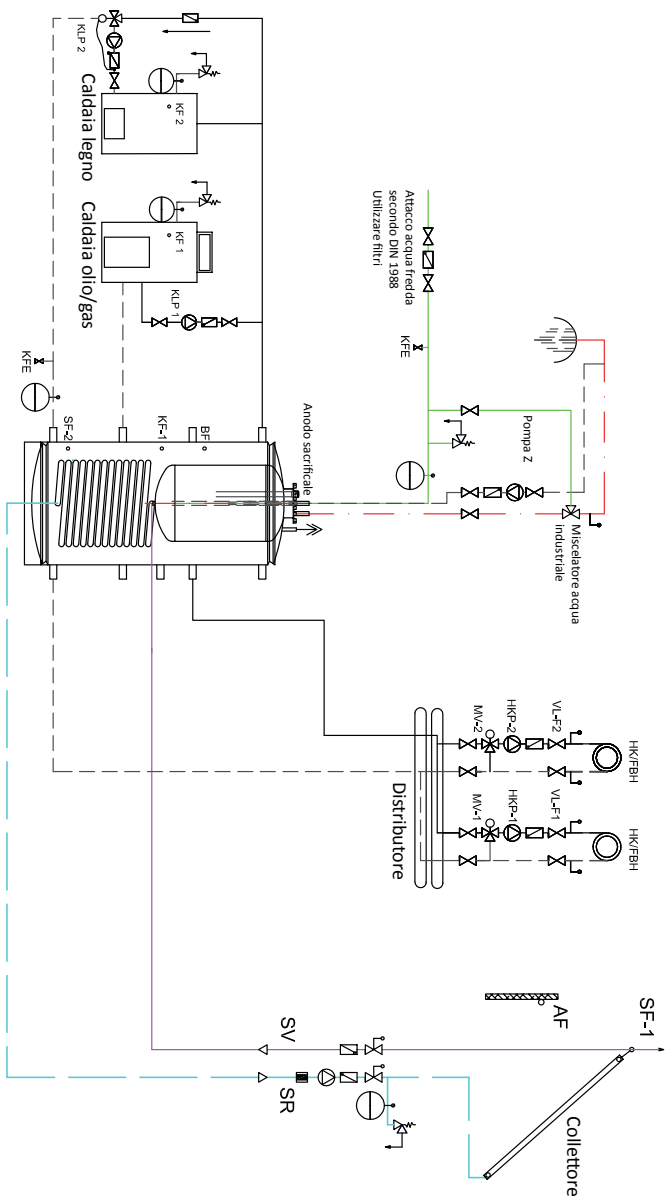 KLP 2
KF 2
Caldaia legno
KF 1
Caldaia olio/gas
KLP 1
KFE
Attacco acqua fredda
secondo DIN 1988
Utilizzare filtri
KFE
Pompa Z
Miscelatore acqua
industriale
Anodo sacrificale
SF-2
KF-1
BF
HK/FBH
VL-F2
HKP-2
MV-2
HK/FBH
VL-F1
HKP-1
MV-1
Distributore
AF
SF-1
SV
SR
Collettore